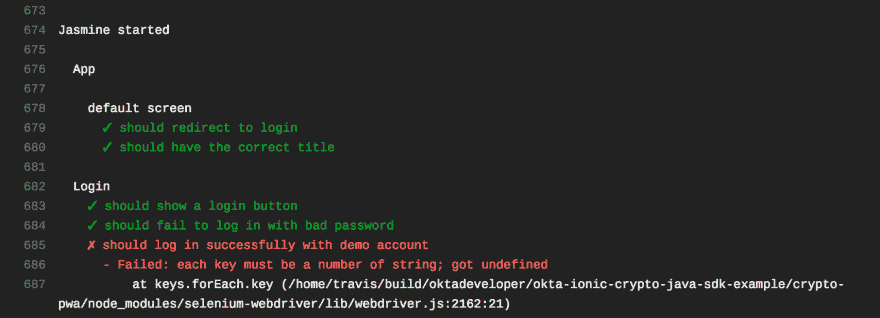 673
674 Jasmine started
675
676 App
677
678 default screen
679 ✓ should redirect to login
680 ✓ should have the correct title
681
682 Login
683 ✓ should show a login button
684 ✓ should fail to log in with bad password
685 ✗ should log in successfully with demo account
686 - Failed: each key must be a number of string; got undefined
687 at keys.forEach.key (/home/travis/build/oktadeveloper/okta-ionic-crypto-java-sdk-example/crypto-
pwa/node_modules/selenium-webdriver/lib/webdriver.js:2162:21)